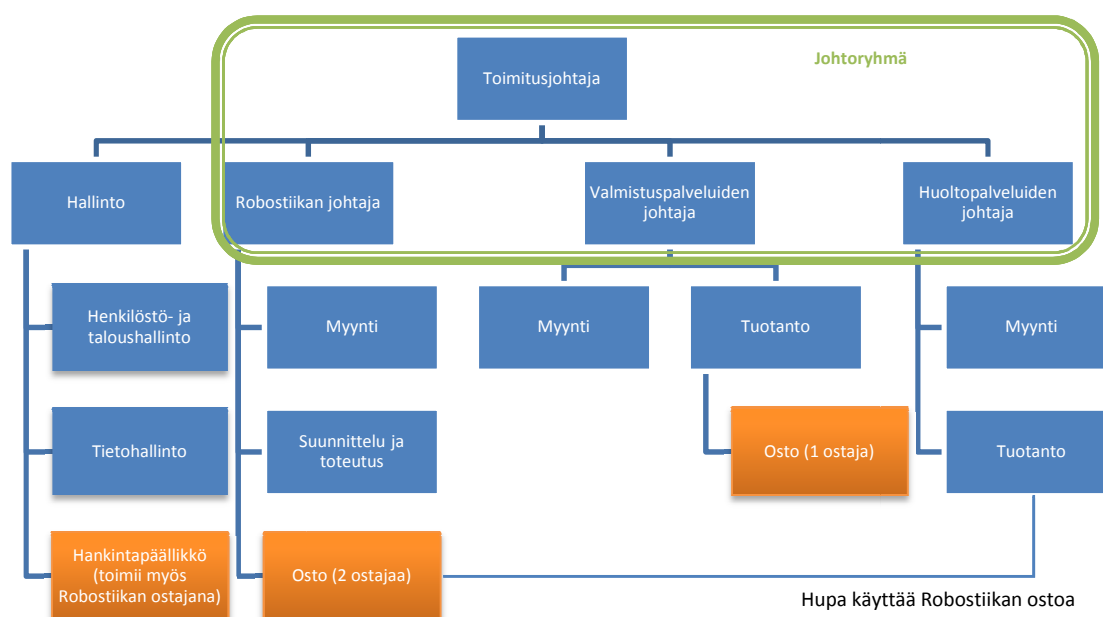 Johtoryhmä
Toimitusjohtaja
Hallinto
Robostiikan johtaja
Valmistuspalveluiden
johtaja
Huoltopalveluiden
johtaja
Henkilöstö- ja
taloushallinto
Myynti
Myynti
Tuotanto
Myynti
Tietohallinto
Suunnittelu ja
toteutus
Osto (1 ostaja)
Tuotanto
Hankintapäällikkö
(toimii myös
Robostiikan ostajana)
Osto (2 ostajaa)
Hupa käyttää Robostiikan ostoa